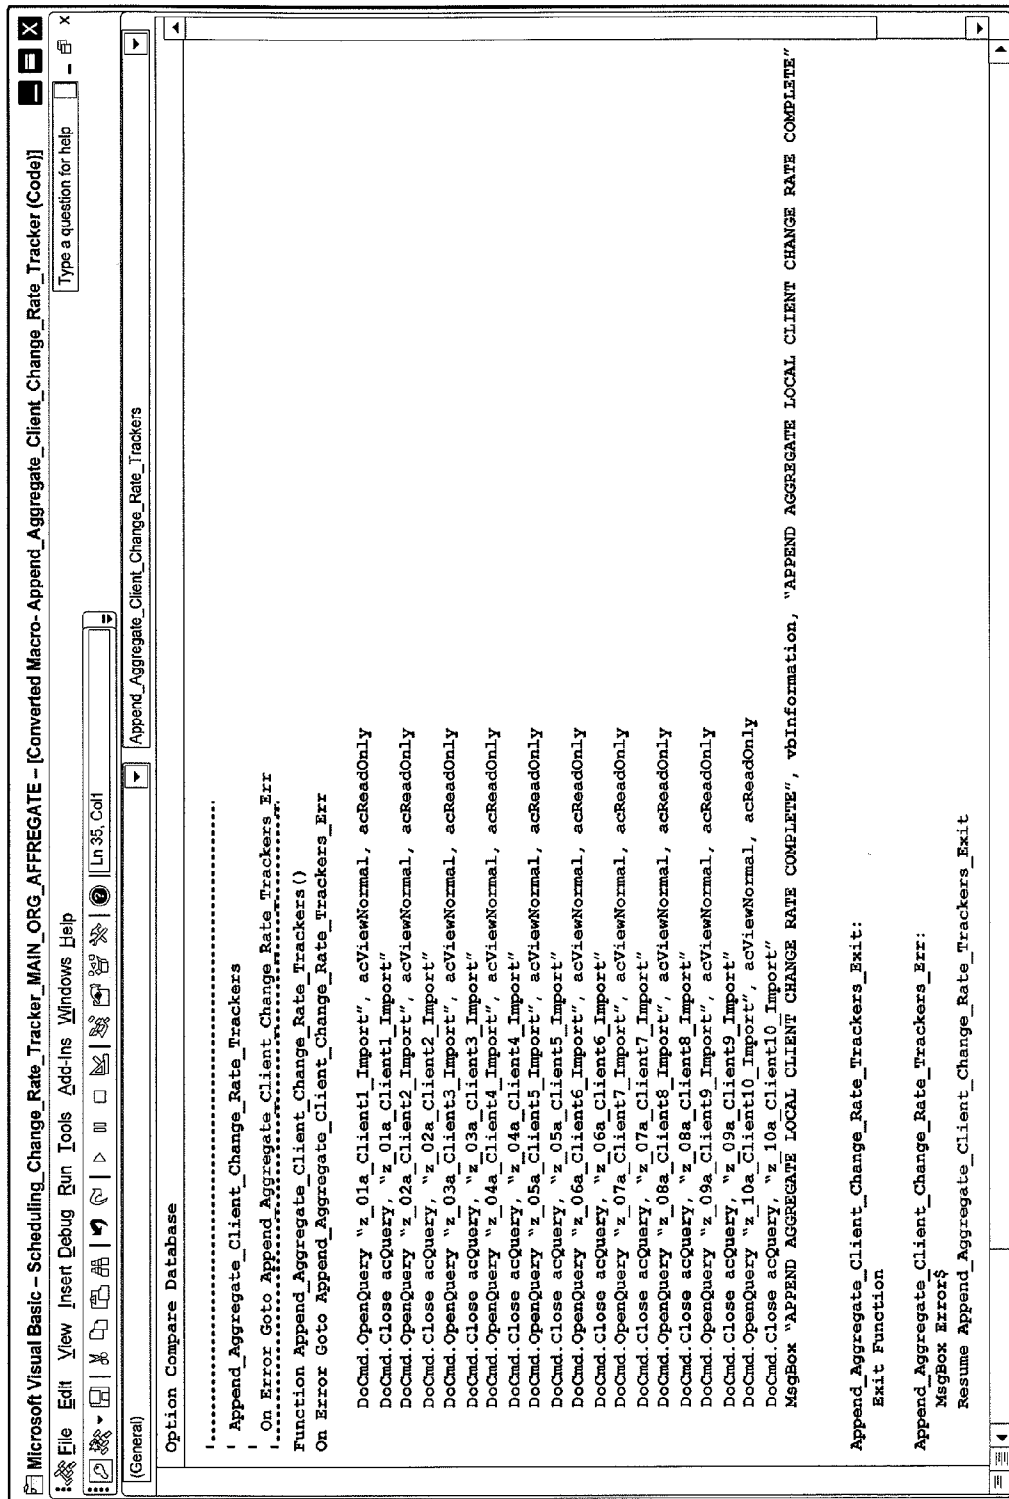 Microsoft Visual Basic – Scheduling_Change_Rate_Tracker_MAIN_ORG_AFFREGATE – [Converted Macro- Append_Aggregate_Client_Change_Rate_Tracker (Code)]
File Edit View Insert Debug Run Tools Add-Ins Windows Help
Type a question for help
Ln 35, Col1
(General)
Append_Aggregate_Client_Change_Rate_Trackers
Option Compare Database
' Append_Aggregate_Client_Change_Rate_Trackers
'
' On Error Goto Append Aggregate Client Change Rate Trackers Err
Function Append_Aggregate_Client_Change_Rate_Trackers()
On Error Goto Append_Aggregate_Client_Change_Rate_Trackers_Err
DoCmd.OpenQuery “z_01a_Client1_Import”, acViewNormal, acReadOnly
DoCmd.Close acQuery, “z_01a_Client1_Import”
DoCmd.OpenQuery “z_02a_Client2_Import”, acViewNormal, acReadOnly
DoCmd.Close acQuery, “z_02a_Client2_Import”
DoCmd.OpenQuery “z_03a_Client3_Import”, acViewNormal, acReadOnly
DoCmd.Close acQuery, “z_03a_Client3_Import”
DoCmd.OpenQuery “z_04a_Client4_Import”, acViewNormal, acReadOnly
DoCmd.Close acQuery, “z_04a_Client4_Import”
DoCmd.OpenQuery “z_05a_Client5_Import”, acViewNormal, acReadOnly
DoCmd.Close acQuery, “z_05a_Client5_Import”
DoCmd.OpenQuery “z_06a_Client6_Import”, acViewNormal, acReadOnly
DoCmd.Close acQuery, “z_06a_Client6_Import”
DoCmd.OpenQuery “z_07a_Client7_Import”, acViewNormal, acReadOnly
DoCmd.Close acQuery, “z_07a_Client7_Import”
DoCmd.OpenQuery “z_08a_Client8_Import”, acViewNormal, acReadOnly
DoCmd.Close acQuery, “z_08a_Client8_Import”
DoCmd.OpenQuery “z_09a_Client9_Import”, acViewNormal, acReadOnly
DoCmd.Close acQuery, “z_09a_Client9_Import”
DoCmd.OpenQuery “z_10a_Client10_Import”, acViewNormal, acReadOnly
DoCmd.Close acQuery, “z_10a_Client10_Import”
MsgBox “APPEND AGGREGATE LOCAL CLIENT CHANGE RATE COMPLETE”, vbInformation, “APPEND AGGREGATE LOCAL CLIENT CHANGE RATE COMPLETE”
Append_Aggregate_Client_Change_Rate_Trackers_Exit:
Exit Function
Append_Aggregate_Client_Change_Rate_Trackers_Err:
MsgBox Error$
Resume Append_Aggregate_Client_Change_Rate_Trackers_Exit